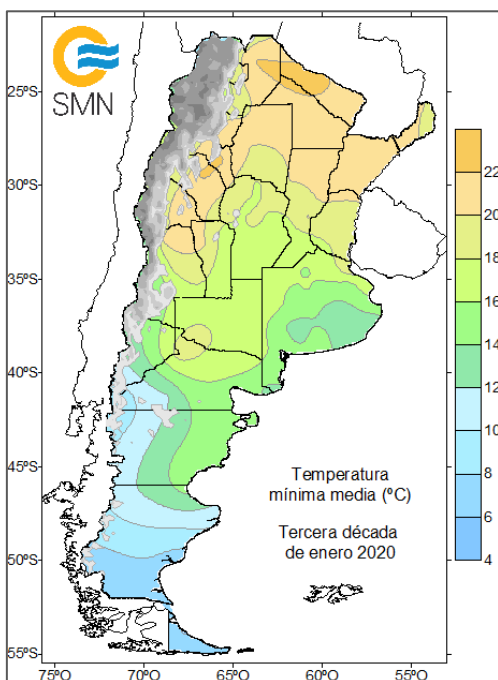 SMN
25ºS
30ºS
35ºS
40ºS
45ºS
50ºS
55ºS
75ºO
70ºO
65ºO
60ºO
55ºO
Temperatura
mínima media (ºC)
Tercera década
de enero 2020
22
20
18
16
14
12
10
8
6
4